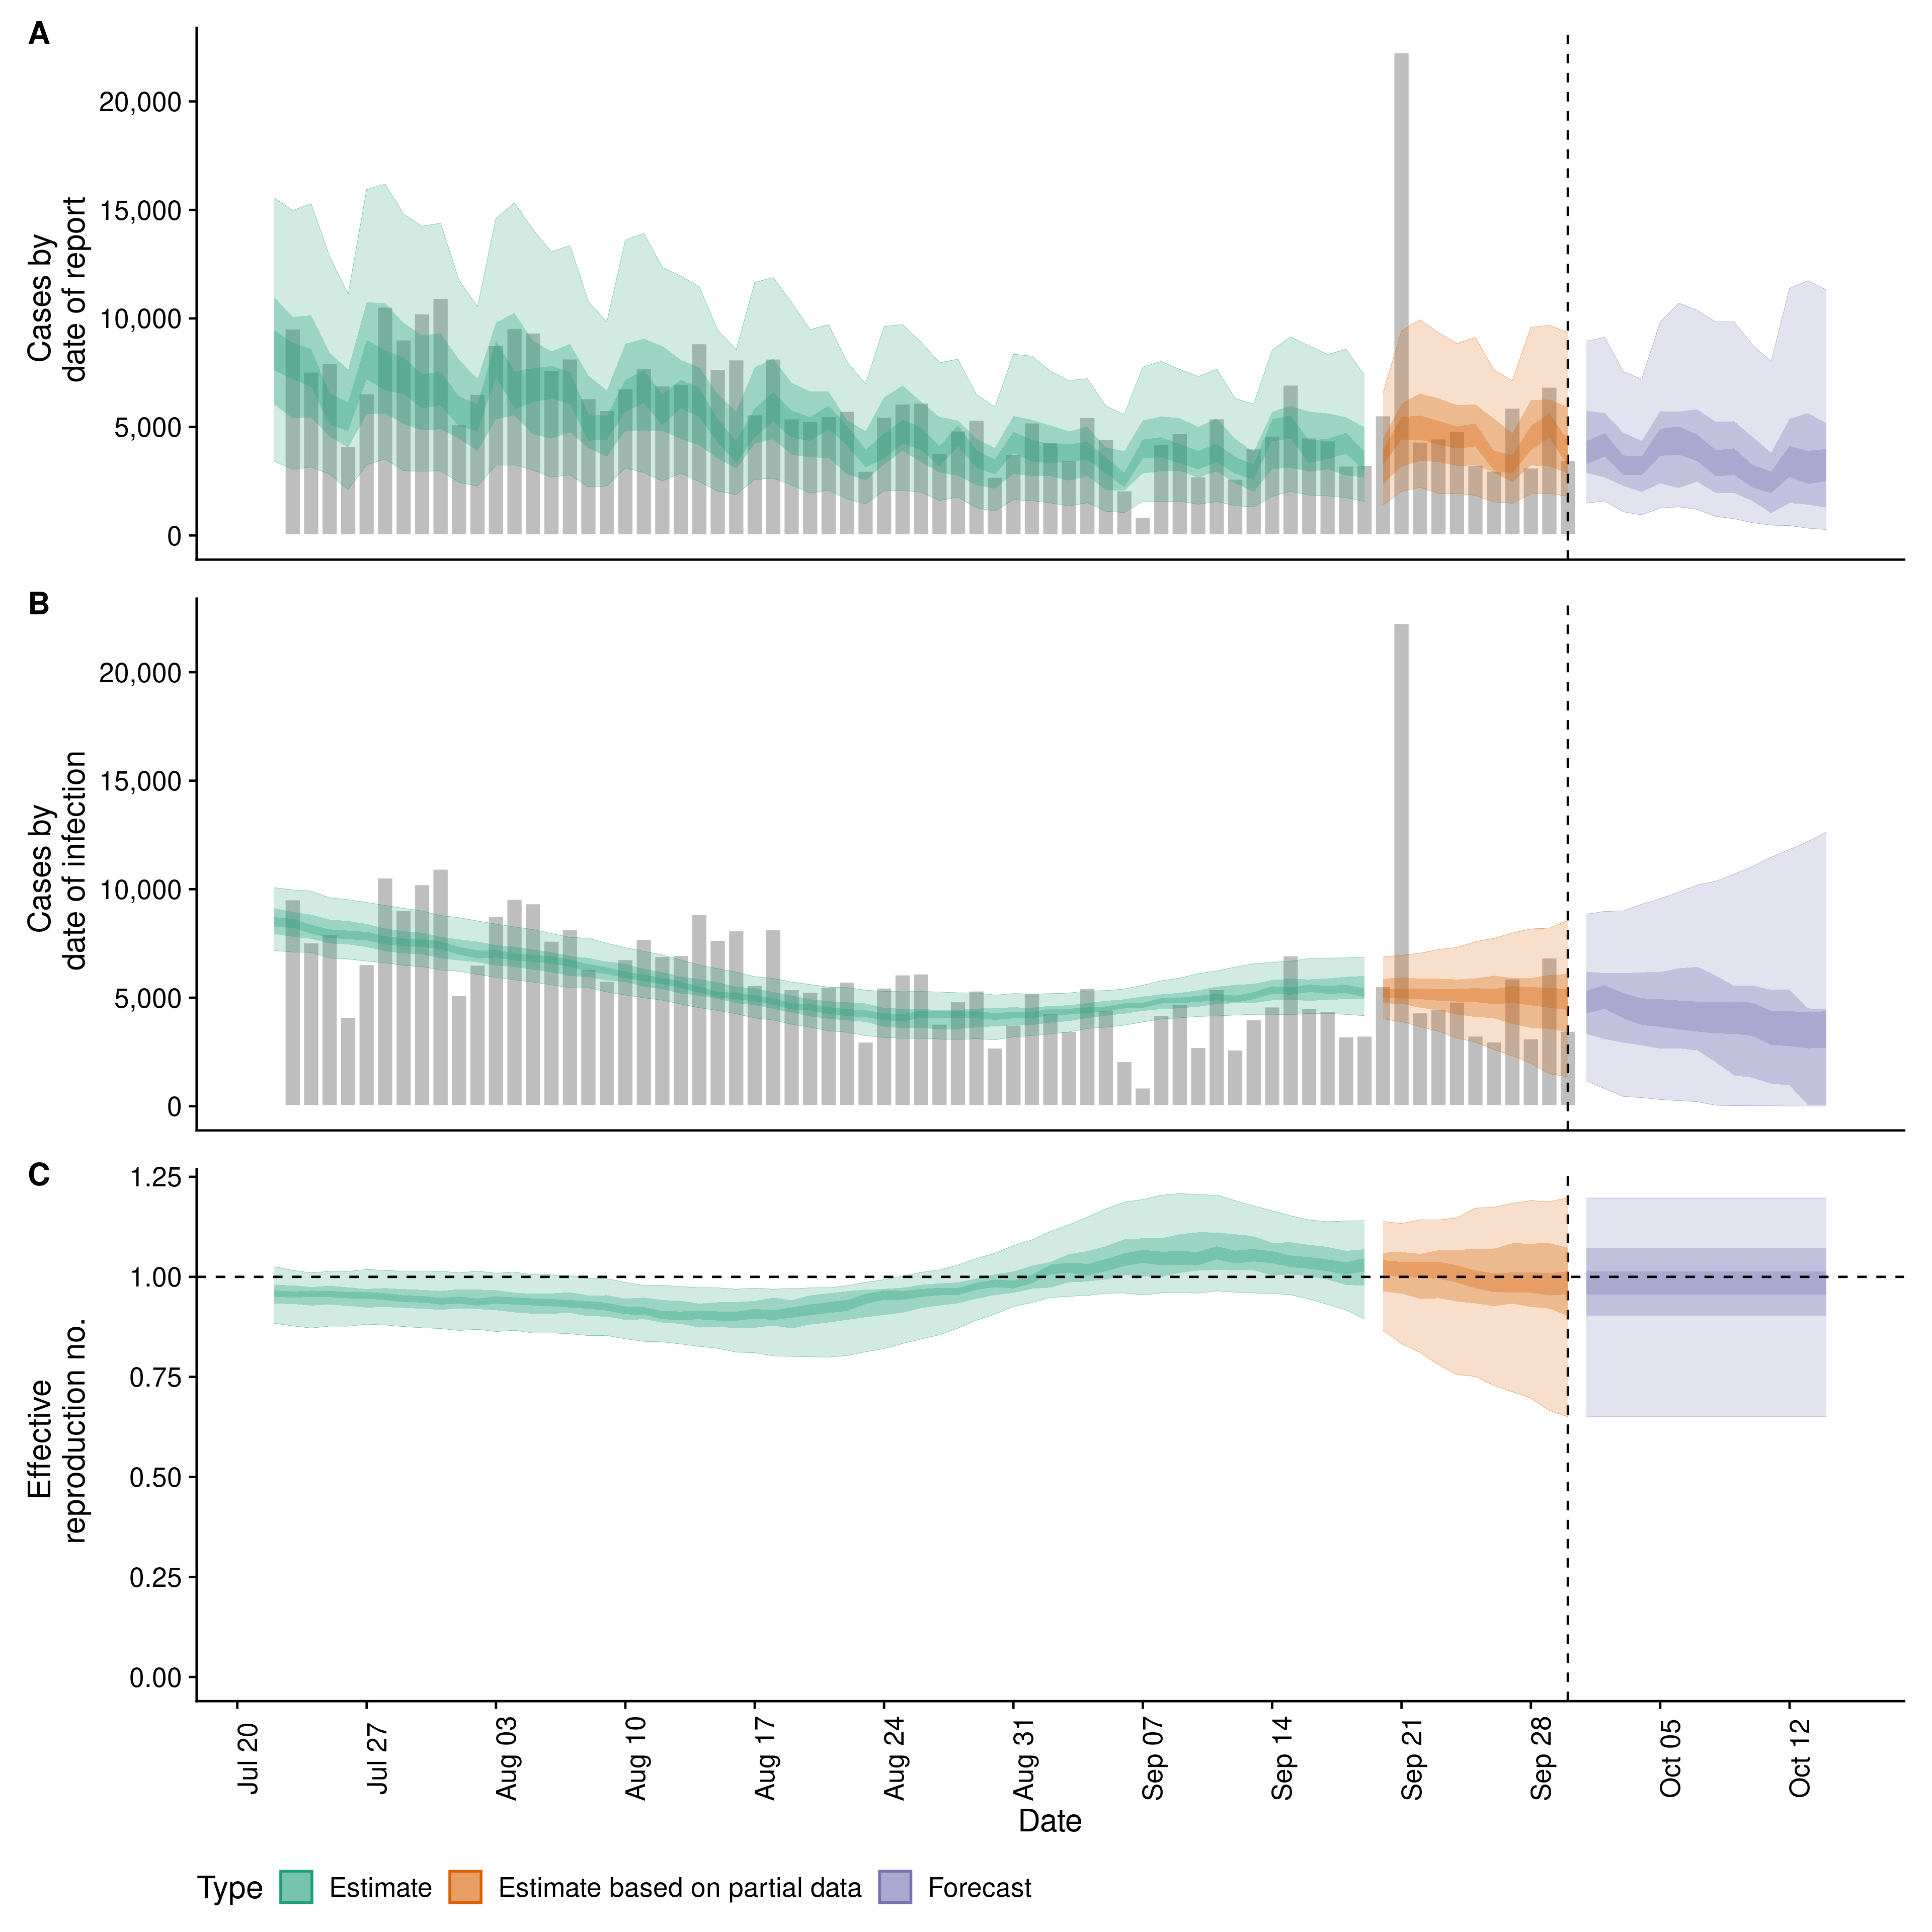 A
20,000
15,000
10,000
5,000
0
Cases by
date of report
B
20,000
15,000
10,000
5,000
0
Cases by
date of infection
C
1.25
1.00
0.75
0.50
0.25
0.00
Effective
reproduction no.
Jul 20
Jul 27
Aug 03
Aug 10
Aug 17
Aug 24
Aug 31
Sep 07
Sep 14
Sep 21
Sep 28
Oct 05
Oct 12
Date
Type Estimate Estimate based on partial data Forecast